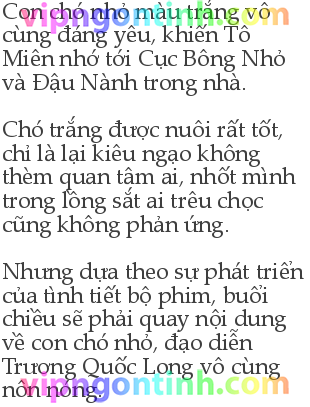 Con chó nhỏ màu trắng vô
cùng đáng yêu, khiến Tô
Miên nhớ tới Cục Bông Nhỏ
và Đậu Nành trong nhà.
Chó trắng được nuôi rất tốt,
chỉ là lại kiêu ngạo không
thèm quan tâm ai, nhốt mình
trong lồng sắt ai trêu chọc
cũng không phản ứng.
Nhưng dựa theo sự phát triển
của tình tiết bộ phim, buổi
chiều sẽ phải quay nội dung
về con chó nhỏ, đạo diễn
Trương Quốc Long vô cùng
nôn nóng.
vipngontinh.com
vipngontinh.com